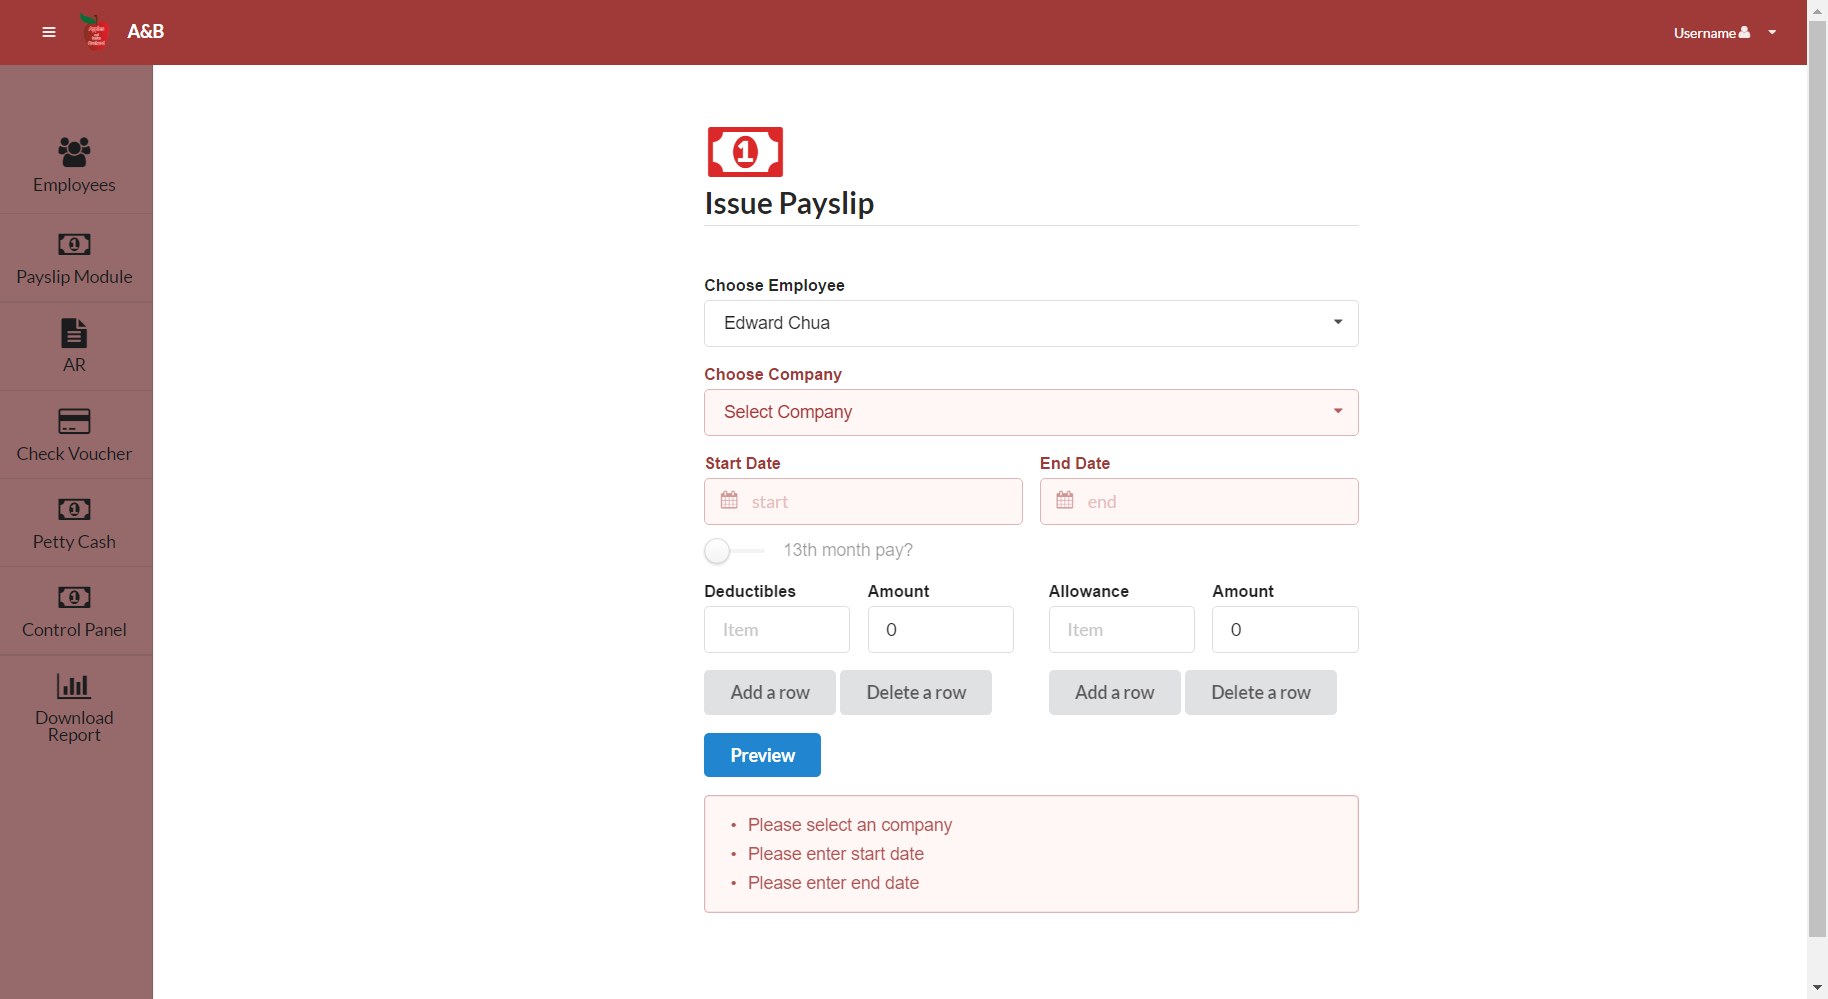 A&B
Username
Employees
Payslip Module
AR
Check Voucher
Petty Cash
Control Panel
Download
Report
1
Issue Payslip
Choose Employee
Edward Chua
Choose Company
Select Company
Start Date End Date
start end
13th month pay?
Deductibles Amount Allowance Amount
Item 0 Item 0
Add a row Delete a row Add a row Delete a row
Preview
• Please select an company
• Please enter start date
• Please enter end date